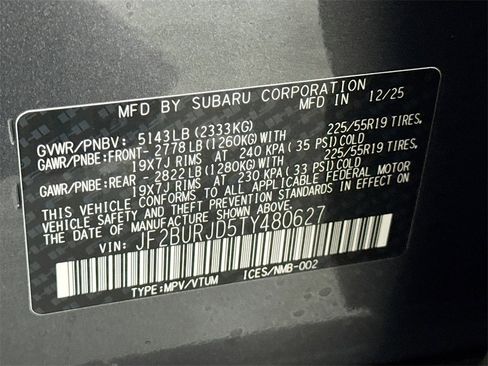 MFD BY SUBARU CORPORATION 12/25
GVWR/PNBV: 5143LB (2333KG)
GAWR/PNBE:FRONT- 2778LB (1260KG)WITH 225/55R19 TIRES,
19X7J RIMS AT 240 KPA ( 35 PSI) COLD
GAWR/PNBE:REAR - 2822LB (1280KG)WITH 225/55R19 TIRES,
19X7J RIMS AT 230 KPA ( 33 PSI) COLD
THIS VEHICLE CONFORMS TO ALL APPLICABLE FEDERAL MOTOR
VEHICLE SAFETY AND THEFT PREVENTION STANDARDS IN EFFECT
ON THE DATE OF MANUFACTURE SHOWN ABOVE.
VIN: JF2BURJD5TY480627
TYPE:MPV/VTUM ICES/NMB-002